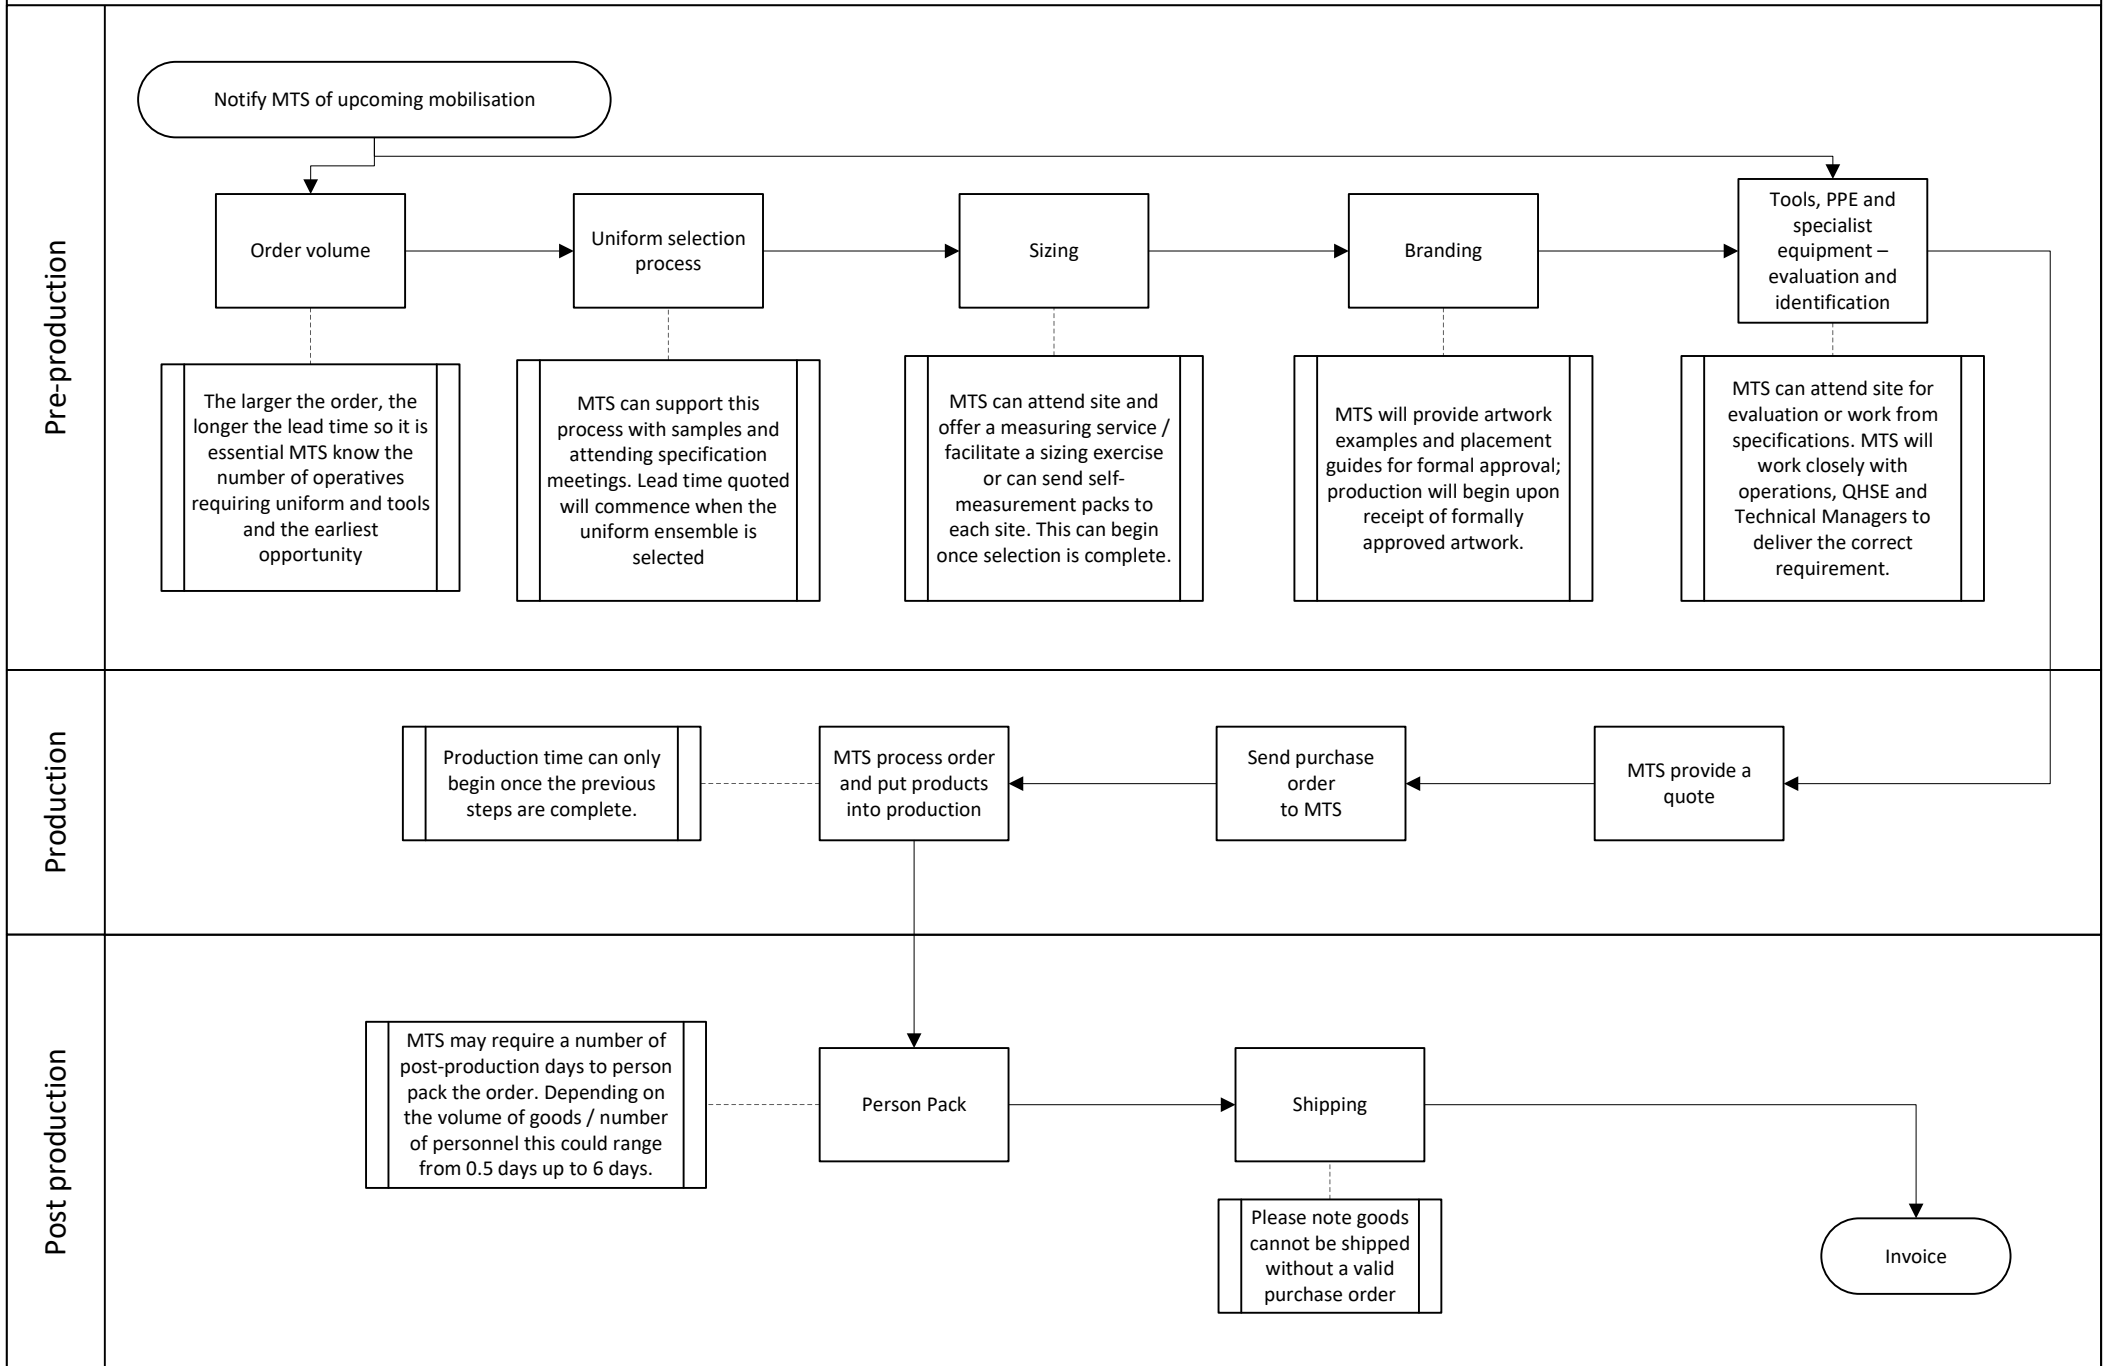 Pre-production
Notify MTS of upcoming mobilisation
Order volume
Uniform selection
process
Sizing
Branding
Tools, PPE and
specialist
equipment –
evaluation and
identification
The larger the order, the
longer the lead time so it is
essential MTS know the
number of operatives
requiring uniform and tools
and the earliest
opportunity
MTS can support this
process with samples and
attending specification
meetings. Lead time quoted
will commence when the
uniform ensemble is
selected
MTS can attend site and
offer a measuring service /
facilitate a sizing exercise
or can send self-
measurement packs to
each site. This can begin
once selection is complete.
MTS will provide artwork
examples and placement
guides for formal approval;
production will begin upon
receipt of formally
approved artwork.
MTS can attend site for
evaluation or work from
specifications. MTS will
work closely with
operations, QHSE and
Technical Managers to
deliver the correct
requirement.
Production
Production time can only
begin once the previous
steps are complete.
MTS process order
and put products
into production
Send purchase
order
to MTS
MTS provide a
quote
Post production
MTS may require a number of
post-production days to person
pack the order. Depending on
the volume of goods / number
of personnel this could range
from 0.5 days up to 6 days.
Person Pack
Shipping
Please note goods
cannot be shipped
without a valid
purchase order
Invoice